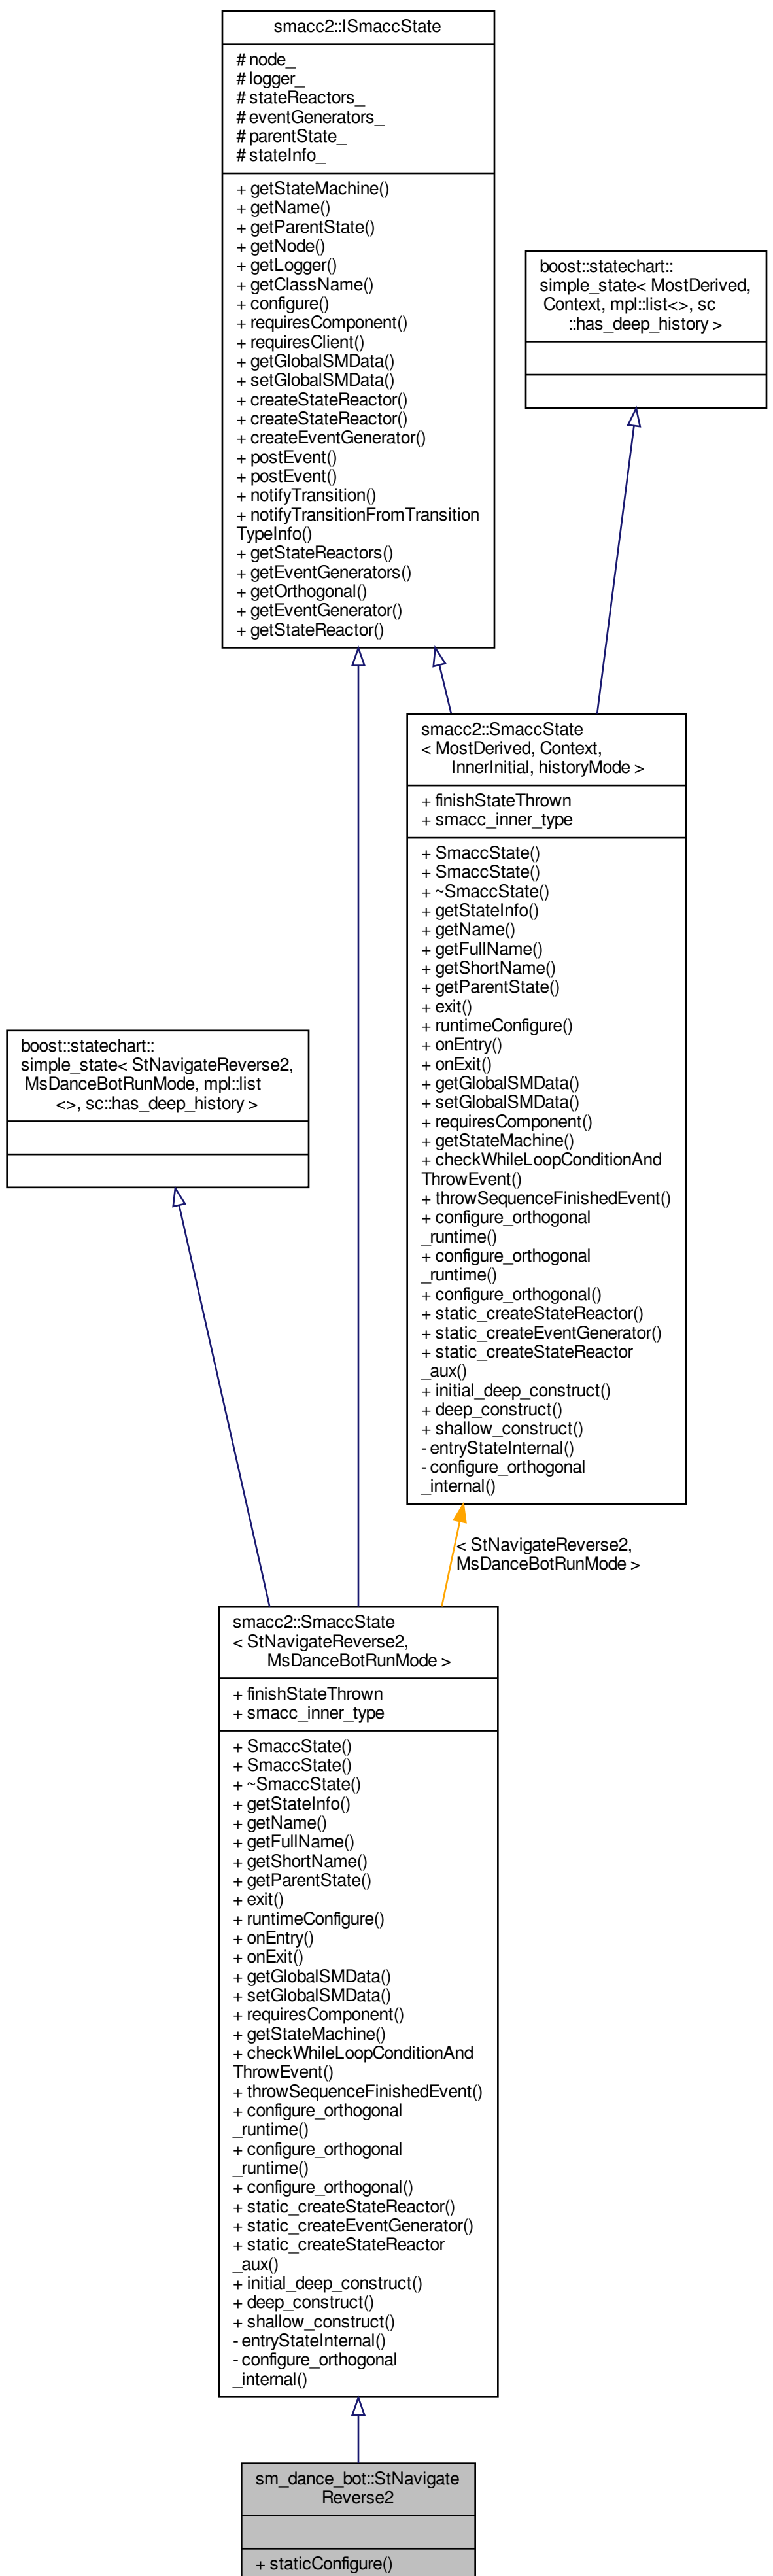 smacc2::ISmaccState
# node_
# logger_
# stateReactors_
# eventGenerators_
# parentState_
# stateInfo_
+ getStateMachine()
+ getName()
+ getParentState()
+ getNode()
+ getLogger()
+ getClassName()
+ configure()
+ requiresComponent()
+ requiresClient()
+ getGlobalSMData()
+ setGlobalSMData()
+ createStateReactor()
+ createStateReactor()
+ createEventGenerator()
+ postEvent()
+ postEvent()
+ notifyTransition()
+ notifyTransitionFromTransition
TypeInfo()
+ getStateReactors()
+ getEventGenerators()
+ getOrthogonal()
+ getEventGenerator()
+ getStateReactor()
boost::statechart::
simple_state< MostDerived,
Context, mpl::list<>, sc
::has_deep_history >
smacc2::SmaccState
< MostDerived, Context,
InnerInitial, historyMode >
+ finishStateThrown
+ smacc_inner_type
+ SmaccState()
+ SmaccState()
+ ~SmaccState()
+ getStateInfo()
+ getName()
+ getFullName()
+ getShortName()
+ getParentState()
+ exit()
+ runtimeConfigure()
+ onEntry()
+ onExit()
+ getGlobalSMData()
+ setGlobalSMData()
+ requiresComponent()
+ getStateMachine()
+ checkWhileLoopConditionAnd
ThrowEvent()
+ throwSequenceFinishedEvent()
+ configure_orthogonal
_runtime()
+ configure_orthogonal
_runtime()
+ configure_orthogonal()
+ static_createStateReactor()
+ static_createEventGenerator()
+ static_createStateReactor
_aux()
+ initial_deep_construct()
+ deep_construct()
+ shallow_construct()
- entryStateInternal()
- configure_orthogonal
_internal()
boost::statechart::
simple_state< StNavigateReverse2,
MsDanceBotRunMode, mpl::list
<>, sc::has_deep_history >
< StNavigateReverse2,
MsDanceBotRunMode >
smacc2::SmaccState
< StNavigateReverse2,
MsDanceBotRunMode >
+ finishStateThrown
+ smacc_inner_type
+ SmaccState()
+ SmaccState()
+ ~SmaccState()
+ getStateInfo()
+ getName()
+ getFullName()
+ getShortName()
+ getParentState()
+ exit()
+ runtimeConfigure()
+ onEntry()
+ onExit()
+ getGlobalSMData()
+ setGlobalSMData()
+ requiresComponent()
+ getStateMachine()
+ checkWhileLoopConditionAnd
ThrowEvent()
+ throwSequenceFinishedEvent()
+ configure_orthogonal
_runtime()
+ configure_orthogonal
_runtime()
+ configure_orthogonal()
+ static_createStateReactor()
+ static_createEventGenerator()
+ static_createStateReactor
_aux()
+ initial_deep_construct()
+ deep_construct()
+ shallow_construct()
- entryStateInternal()
- configure_orthogonal
_internal()
sm_dance_bot::StNavigate
Reverse2
+ staticConfigure()